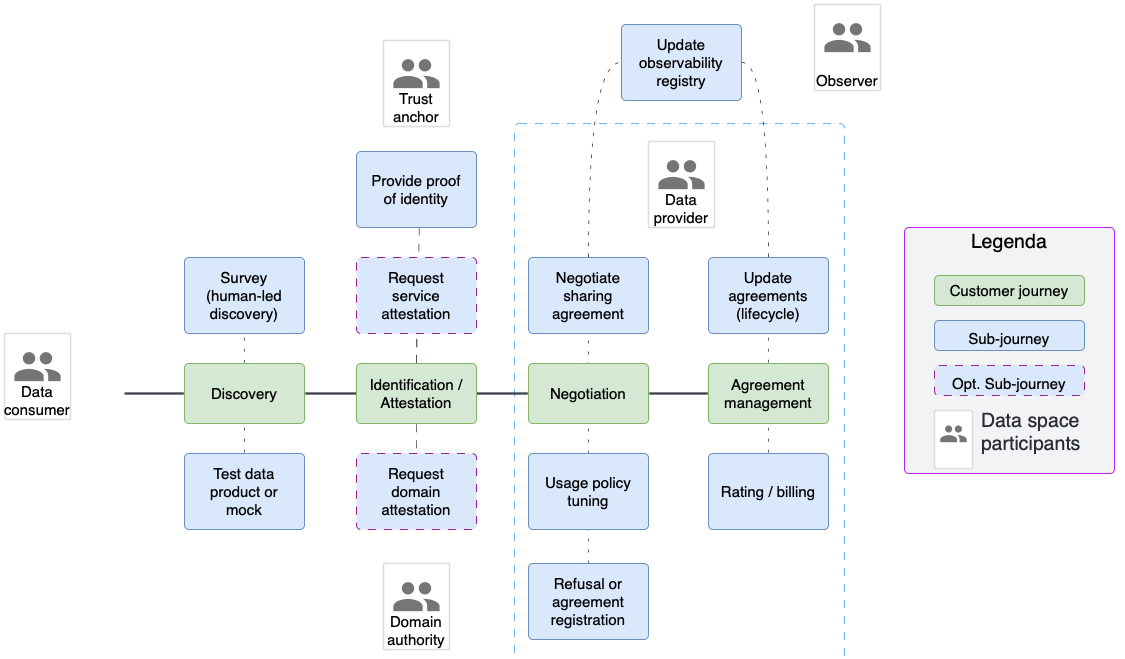 Update
observability
registry
Observer
Trust
anchor
Provide proof
of identity
Data
provider
Legenda
Customer journey
Sub-journey
Opt. Sub-journey
Data space
participants
Survey
(human-led
discovery)
Request
service
attestation
Negotiate
sharing
agreement
Update
agreements
(lifecycle)
Data
consumer
Discovery
Identification /
Attestation
Negotiation
Agreement
management
Test data
product or
mock
Request
domain
attestation
Usage policy
tuning
Rating / billing
Domain
authority
Refusal or
agreement
registration